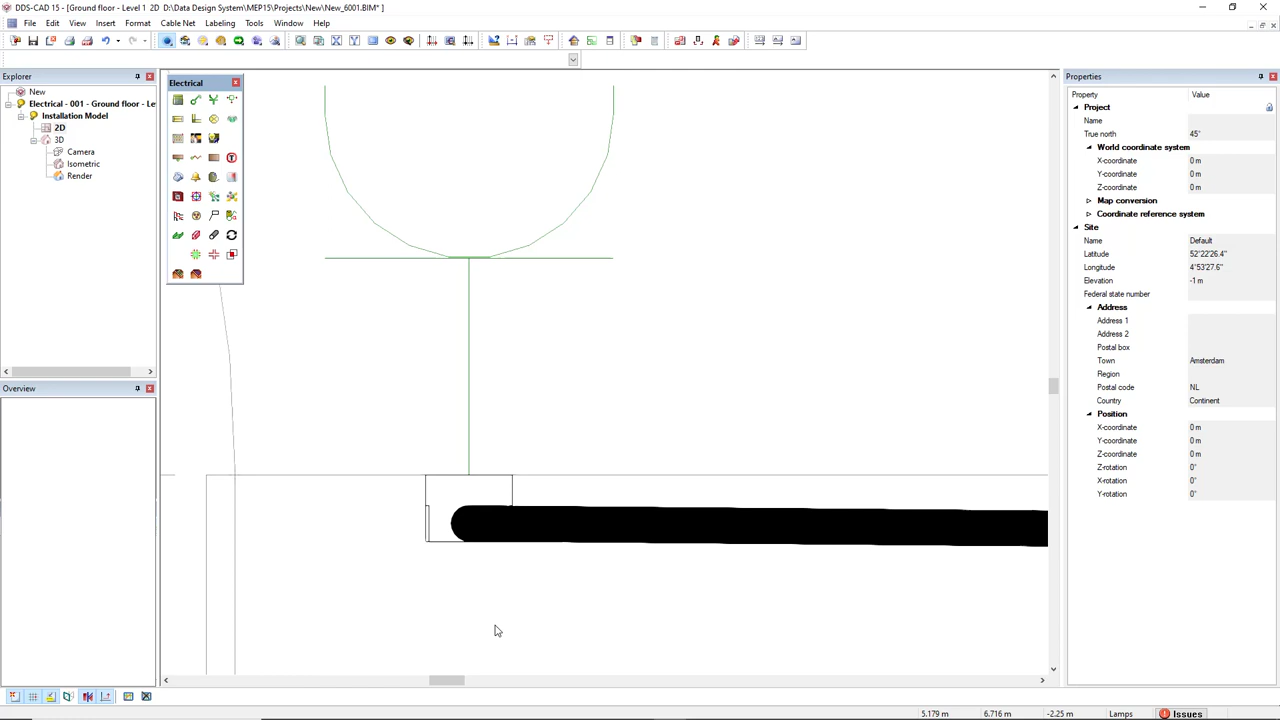 DDS-CAD 15 - [Ground floor - Level 1  2D  D:\Data Design System\MEP15\Projects\New\New_6001.BIM* ]
File Edit View Insert Format Cable Net Labeling Tools Window Help
Explorer
New
Electrical - 001 - Ground floor - Le
Installation Model
2D
3D
Camera
Isometric
Render
Overview
Electrical
Properties
Property Value
Project
Name
True north 45°
World coordinate system
X-coordinate 0 m
Y-coordinate 0 m
Z-coordinate 0 m
Map conversion
Coordinate reference system
Site
Name Default
Latitude 52°22'26.4"
Longitude 4°53'27.6"
Elevation -1 m
Federal state number
Address
Address 1
Address 2
Postal box
Town Amsterdam
Region
Postal code NL
Country Continent
Position
X-coordinate 0 m
Y-coordinate 0 m
Z-coordinate 0 m
Z-rotation 0°
X-rotation 0°
Y-rotation 0°
5.179 m 6.716 m -2.25 m Lamps Issues